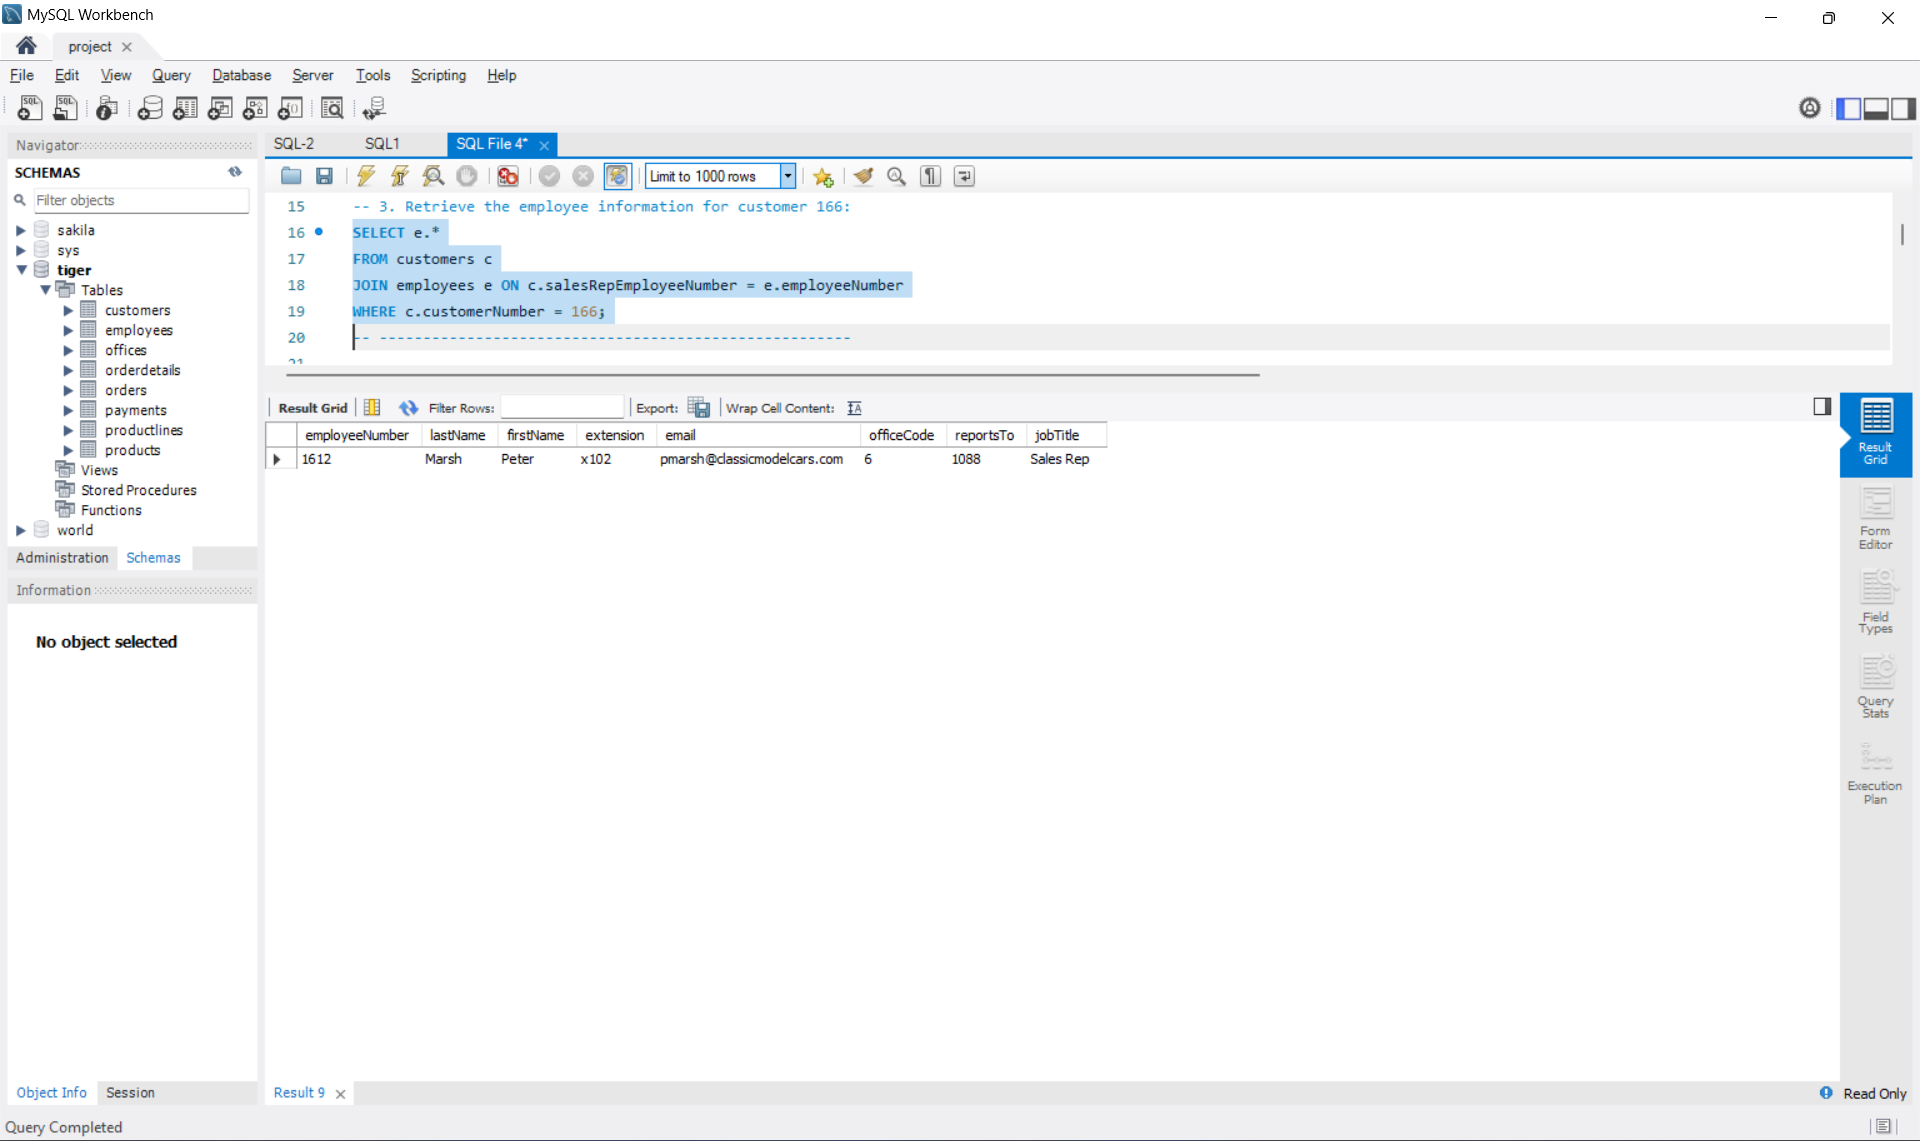 MySQL Workbench
project
File Edit View Query Database Server Tools Scripting Help
Navigator
SCHEMAS
Filter objects
sakila
sys
tiger
Tables
customers
employees
offices
orderdetails
orders
payments
productlines
products
Views
Stored Procedures
Functions
world
Administration Schemas
Information
No object selected
Object Info Session
SQL-2 SQL1 SQL File 4*
Limit to 1000 rows
15 -- 3. Retrieve the employee information for customer 166:
16 SELECT e.*
17 FROM customers c
18 JOIN employees e ON c.salesRepEmployeeNumber = e.employeeNumber
19 WHERE c.customerNumber = 166;
20 -- ------------------------------------------------------
21
Result Grid Filter Rows: Export: Wrap Cell Content:
employeeNumber lastName firstName extension email officeCode reportsTo jobTitle
1612 Marsh Peter x102 pmarsh@classicmodelcars.com 6 1088 Sales Rep
Result
Grid
Form
Editor
Field
Types
Query
Stats
Execution
Plan
Result 9
Read Only
Query Completed